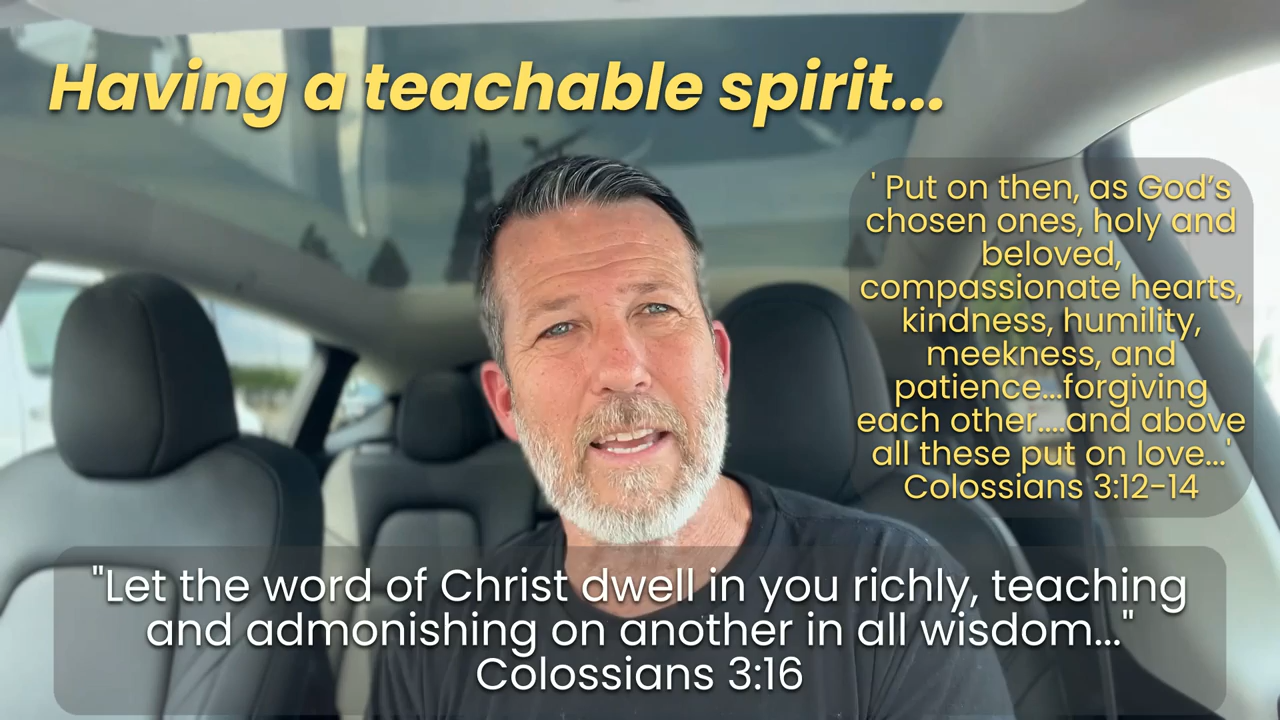 Having a teachable spirit...
' Put on then, as God’s
chosen ones, holy and
beloved,
compassionate hearts,
kindness, humility,
meekness, and
patience...forgiving
each other....and above
all these put on love...'
Colossians 3:12-14
"Let the word of Christ dwell in you richly, teaching
and admonishing on another in all wisdom..."
Colossians 3:16